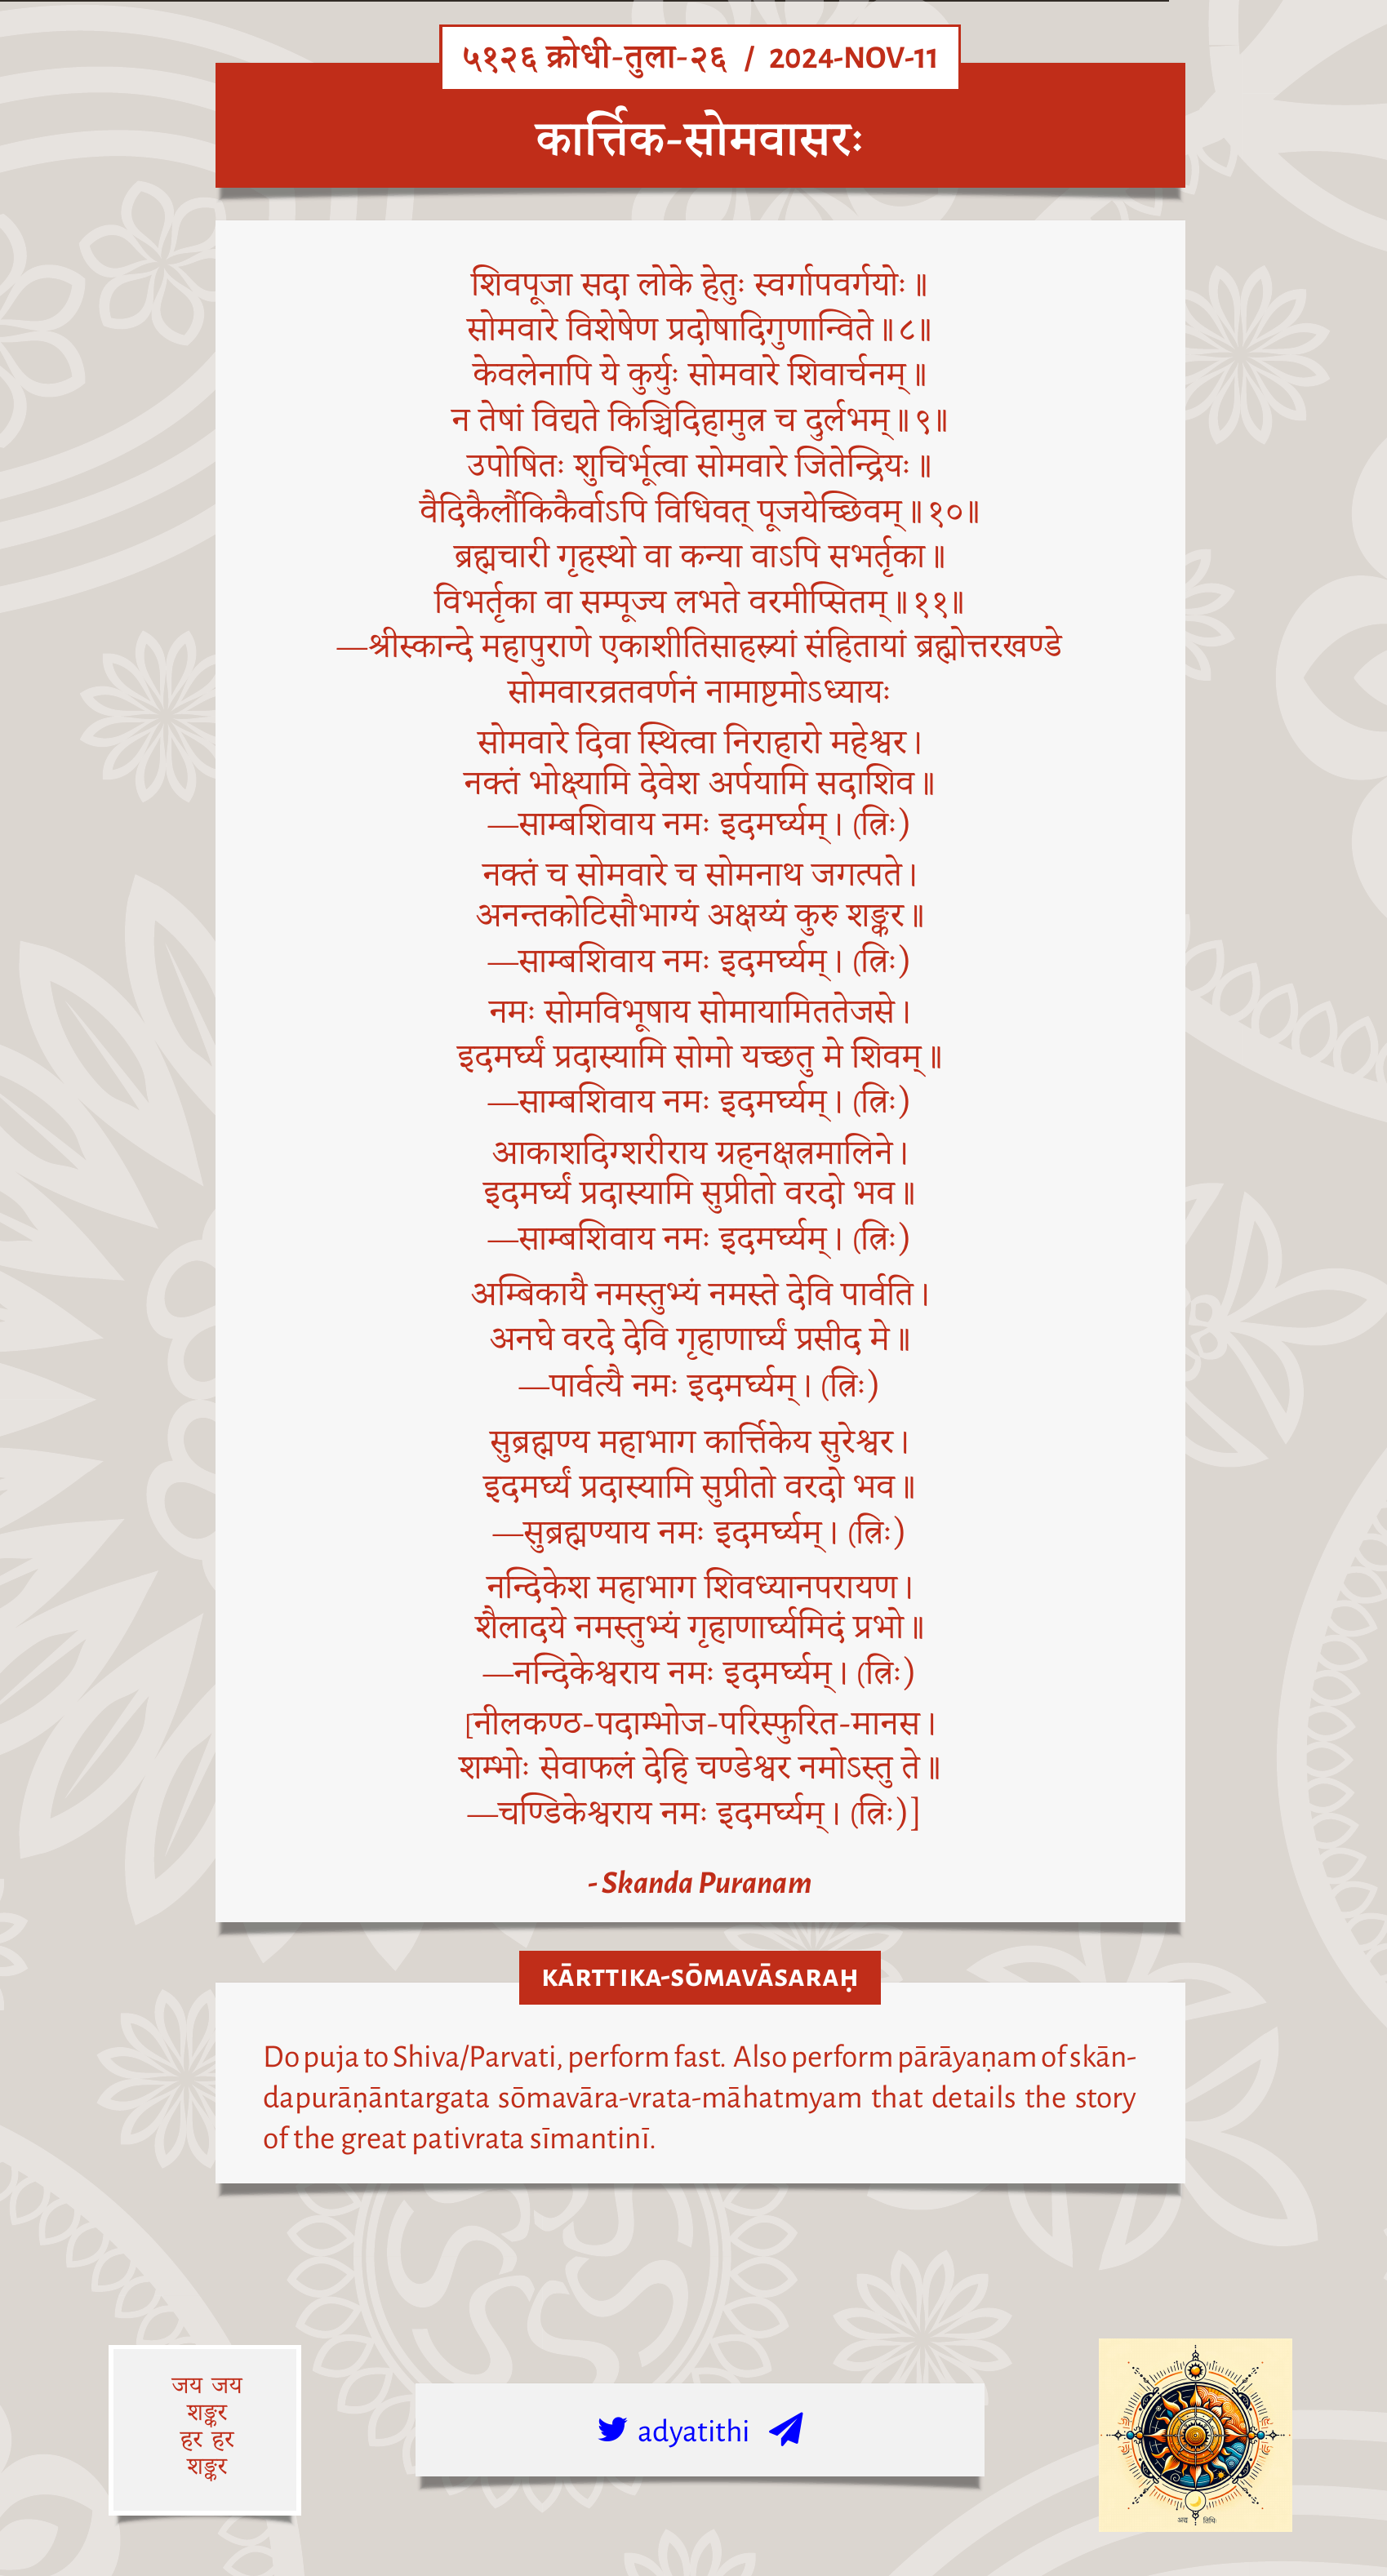 ५१२६ क्रोधी-तुला-२६ / 2024-NOV-11
कार्त्तिक-सोमवासरः
शिवपूजा सदा लोके हेतुः स्वर्गापवर्गयोः॥
सोमवारे विशेषेण प्रदोषादिगुणान्विते॥८॥
केवलेनापि ये कुर्युः सोमवारे शिवार्चनम्॥
न तेषां विद्यते किञ्चिदिहामुत्र च दुर्लभम्॥९॥
उपोषितः शुचिर्भूत्वा सोमवारे जितेन्द्रियः॥
वैदिकैर्लौकिकैर्वाऽपि विधिवत् पूजयेच्छिवम्॥१०॥
ब्रह्मचारी गृहस्थो वा कन्या वाऽपि सभर्तृका॥
विभर्तृका वा सम्पूज्य लभते वरमीप्सितम्॥११॥
—श्रीस्कान्दे महापुराणे एकाशीतिसाहस्र्यां संहितायां ब्रह्मोत्तरखण्डे
सोमवारव्रतवर्णनं नामाष्टमोऽध्यायः
सोमवारे दिवा स्थित्वा निराहारो महेश्वर।
नक्तं भोक्ष्यामि देवेश अर्पयामि सदाशिव॥
—साम्बशिवाय नमः इदमर्घ्यम्। (त्रिः)
नक्तं च सोमवारे च सोमनाथ जगत्पते।
अनन्तकोटिसौभाग्यं अक्षय्यं कुरु शङ्कर॥
—साम्बशिवाय नमः इदमर्घ्यम्। (त्रिः)
नमः सोमविभूषाय सोमायामिततेजसे।
इदमर्घ्यं प्रदास्यामि सोमो यच्छतु मे शिवम्॥
—साम्बशिवाय नमः इदमर्घ्यम्। (त्रिः)
आकाशदिग्शरीराय ग्रहनक्षत्रमालिने।
इदमर्घ्यं प्रदास्यामि सुप्रीतो वरदो भव॥
—साम्बशिवाय नमः इदमर्घ्यम्। (त्रिः)
अम्बिकायै नमस्तुभ्यं नमस्ते देवि पार्वति।
अनघे वरदे देवि गृहाणार्घ्यं प्रसीद मे॥
—पार्वत्यै नमः इदमर्घ्यम्। (त्रिः)
सुब्रह्मण्य महाभाग कार्त्तिकेय सुरेश्वर।
इदमर्घ्यं प्रदास्यामि सुप्रीतो वरदो भव॥
—सुब्रह्मण्याय नमः इदमर्घ्यम्। (त्रिः)
नन्दिकेश महाभाग शिवध्यानपरायण।
शैलादये नमस्तुभ्यं गृहाणार्घ्यमिदं प्रभो॥
—नन्दिकेश्वराय नमः इदमर्घ्यम्। (त्रिः)
[नीलकण्ठ-पदाम्भोज-परिस्फुरित-मानस।
शम्भोः सेवाफलं देहि चण्डेश्वर नमोऽस्तु ते॥
—चण्डिकेश्वराय नमः इदमर्घ्यम्। (त्रिः)]
- Skanda Puranam
KĀRTTIKA-SŌMAVĀSARAḤ
Do puja to Shiva/Parvati, perform fast. Also perform pārāyaṇam of skān-
dapurāṇāntargata sōmavāra-vrata-māhatmyam that details the story
of the great pativrata sīmantinī.
जय जय
शङ्कर
हर हर
शङ्कर
adyatithi
अद्य तिथिः